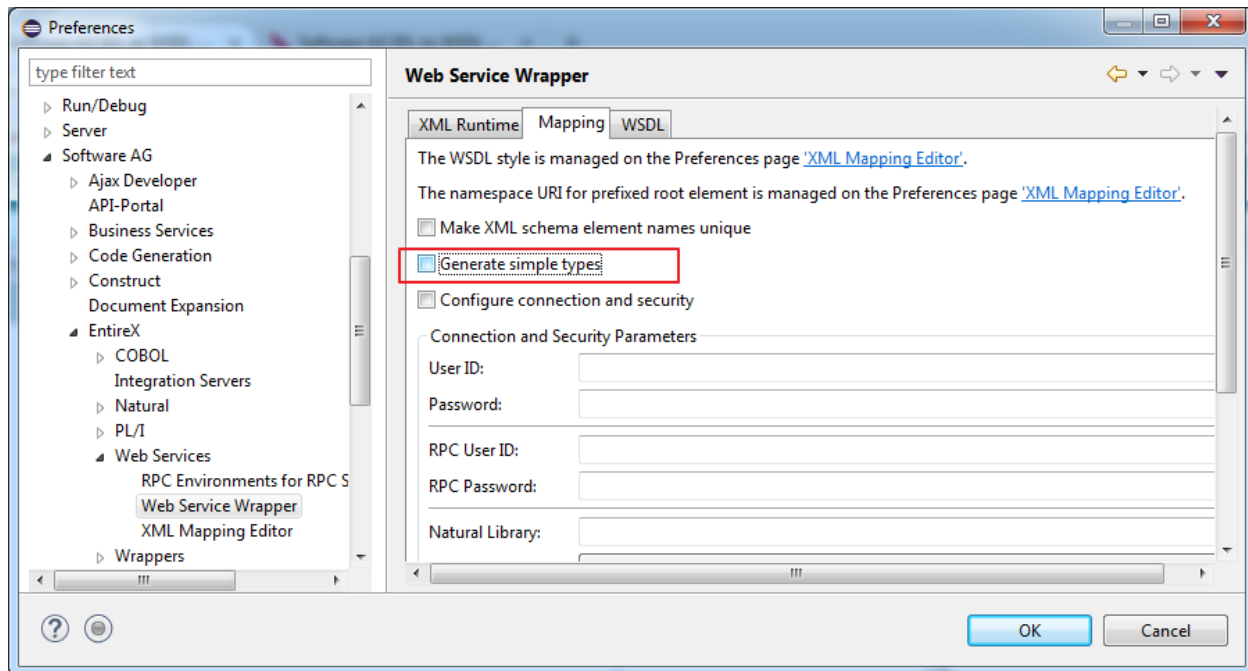 Preferences
type filter text
Run/Debug
Server
Software AG
Ajax Developer
API-Portal
Business Services
Code Generation
Construct
Document Expansion
EntireX
COBOL
Integration Servers
Natural
PL/I
Web Services
RPC Environments for RPC S
Web Service Wrapper
XML Mapping Editor
Wrappers
Web Service Wrapper
XML Runtime Mapping WSDL
The WSDL style is managed on the Preferences page 'XML Mapping Editor'.
The namespace URI for prefixed root element is managed on the Preferences page 'XML Mapping Editor'.
Make XML schema element names unique
Generate simple types
Configure connection and security
Connection and Security Parameters
User ID:
Password:
RPC User ID:
RPC Password:
Natural Library:
OK Cancel